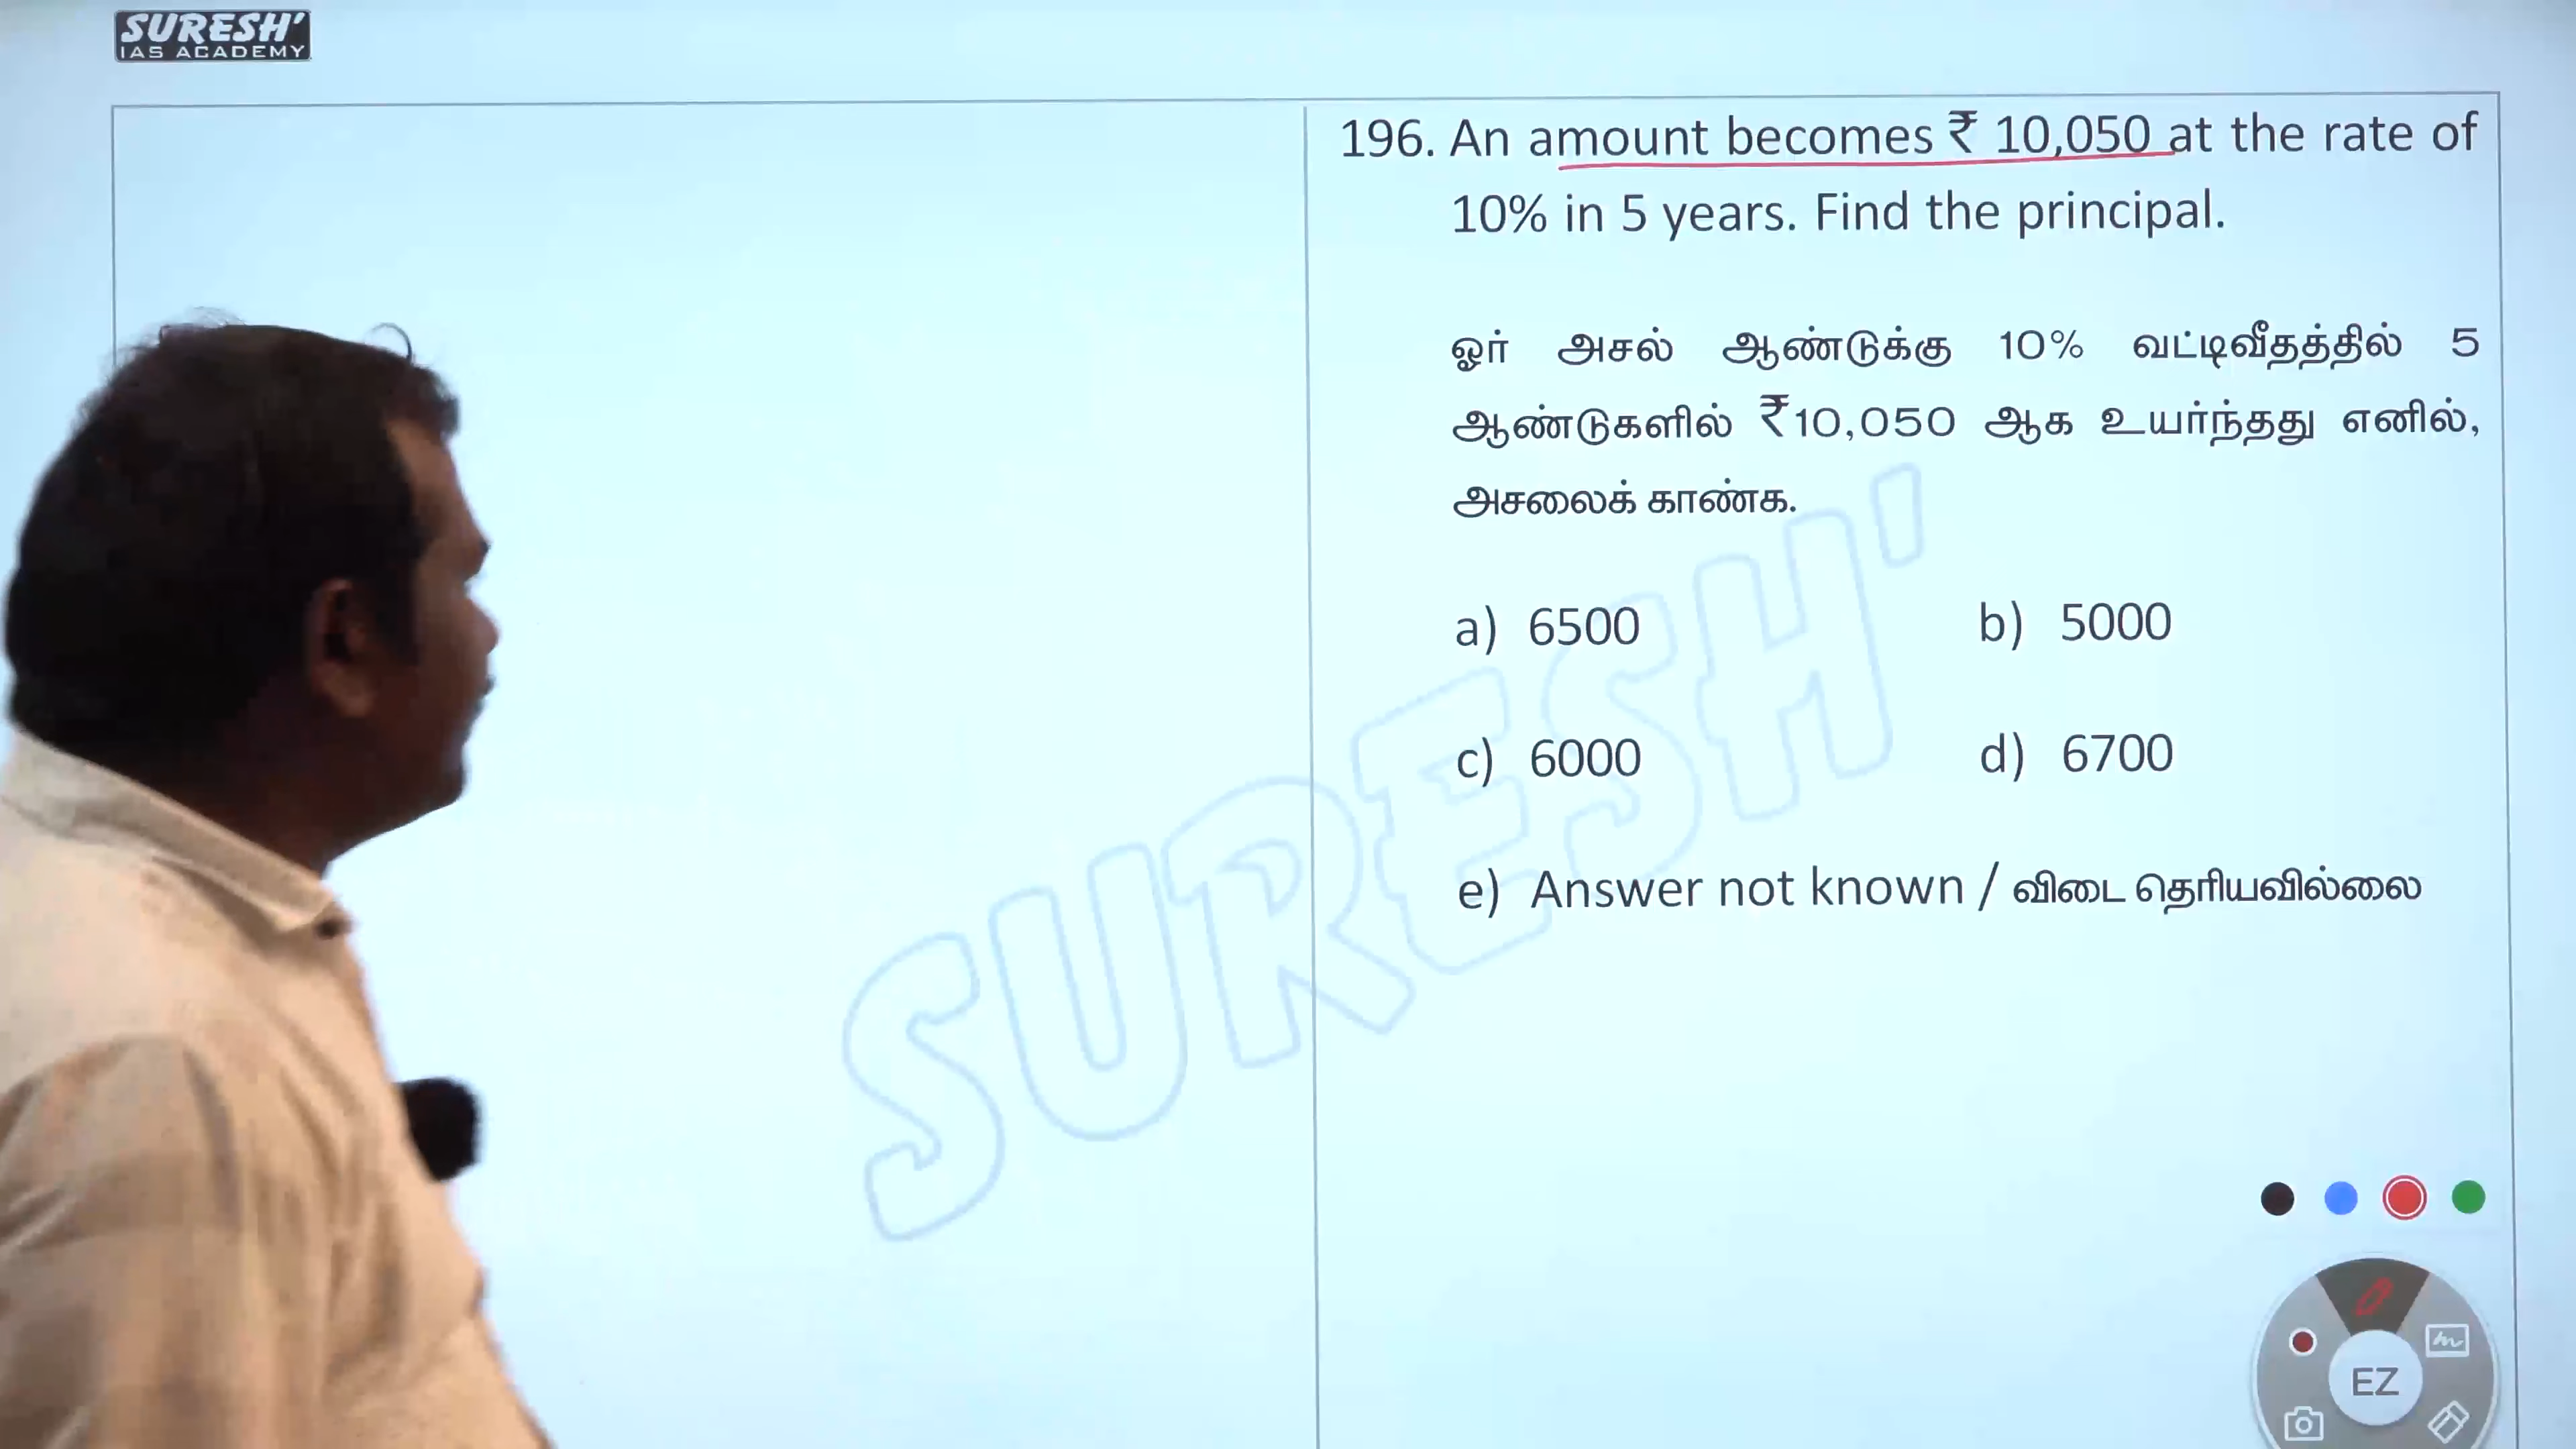 SURESH'
IAS ACADEMY
196. An amount becomes ₹ 10,050 at the rate of
10% in 5 years. Find the principal.
ஓர் அசல் ஆண்டுக்கு 10% வட்டிவீதத்தில் 5
ஆண்டுகளில் ₹10,050 ஆக உயர்ந்தது எனில்,
அசலைக் காண்க.
a) 6500 b) 5000
c) 6000 d) 6700
e) Answer not known / விடை தெரியவில்லை
SURESH'
EZ